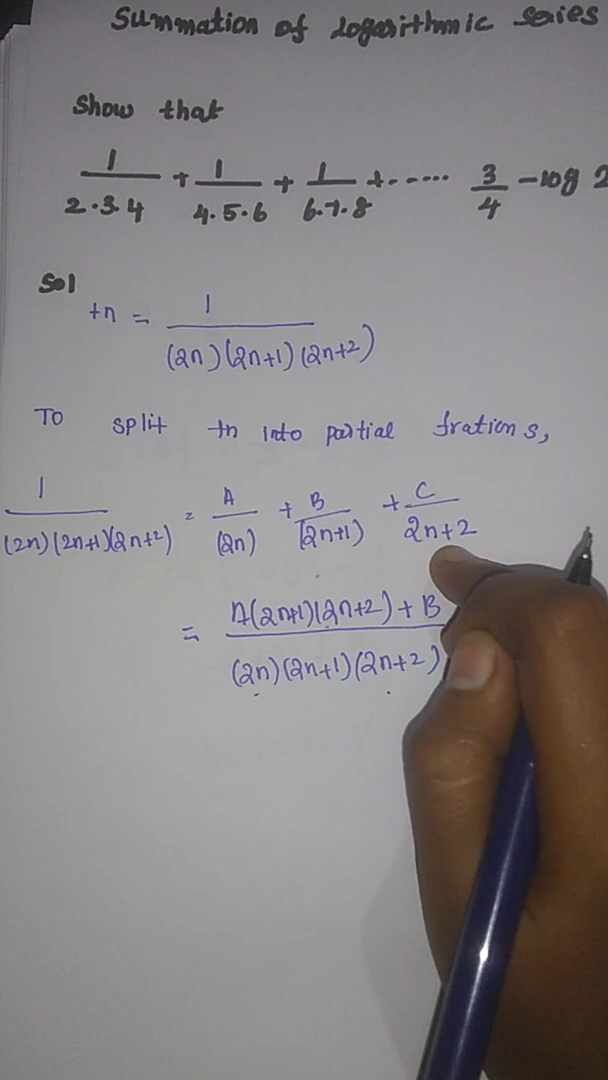 Summation of Logarithmic series
Show that
1/2.3.4 + 1/4.5.6 + 1/6.7.8 +...... 3/4 - log 2
Sol
tn = 1/(2n)(2n+1)(2n+2)
To split tn into partial frations,
1/(2n)(2n+1)(2n+2) = A/(2n) + B/(2n+1) + C/2n+2
= A(2n+1)(2n+2) + B/(2n)(2n+1)(2n+2)